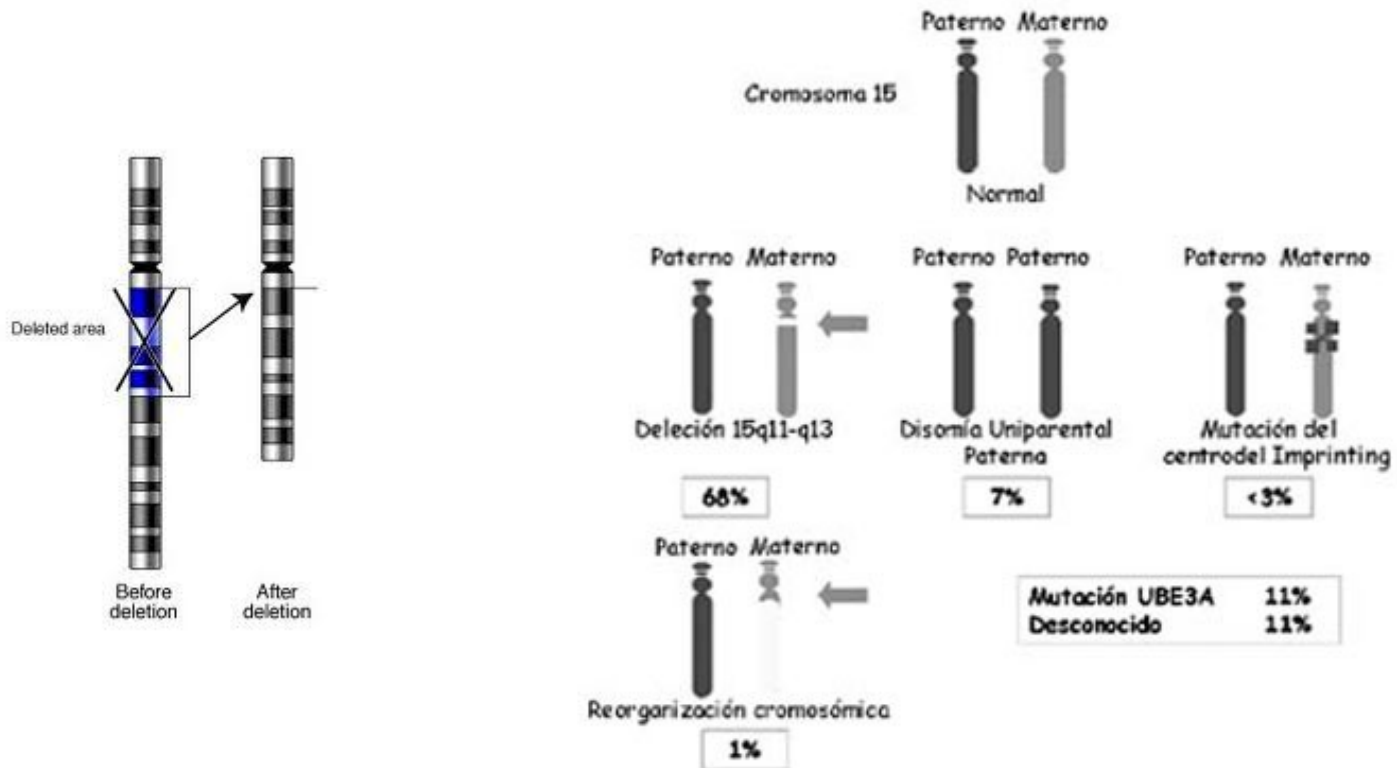 Deleted area
Before
deletion
After
deletion
Paterno Materno
Cromosoma 15
Normal
Paterno Materno
Deleción 15q11-q13
68%
Paterno Paterno
Disomía Uniparental
Paterna
7%
Paterno Materno
Mutación del
centrodel Imprinting
<3%
Paterno Materno
Reorganización cromosómica
1%
Mutación UBE3A 11%
Desconocido 11%